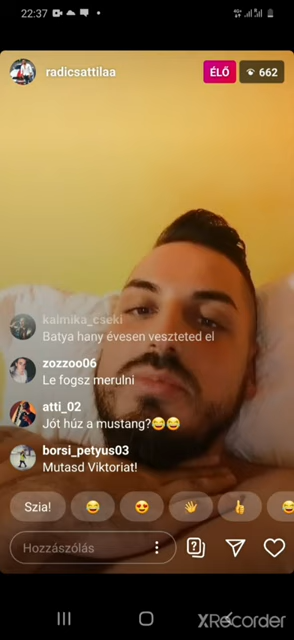 22:37
radicsattilaa
ÉLŐ
662
kalmika_cseki
Batya hany évesen veszteted el
zozzoo06
Le fogsz merulni
atti_02
Jót húz a mustang?😂😂
borsi_petyus03
Mutasd Viktoriat!
Szia!
Hozzászólás
XRecorder